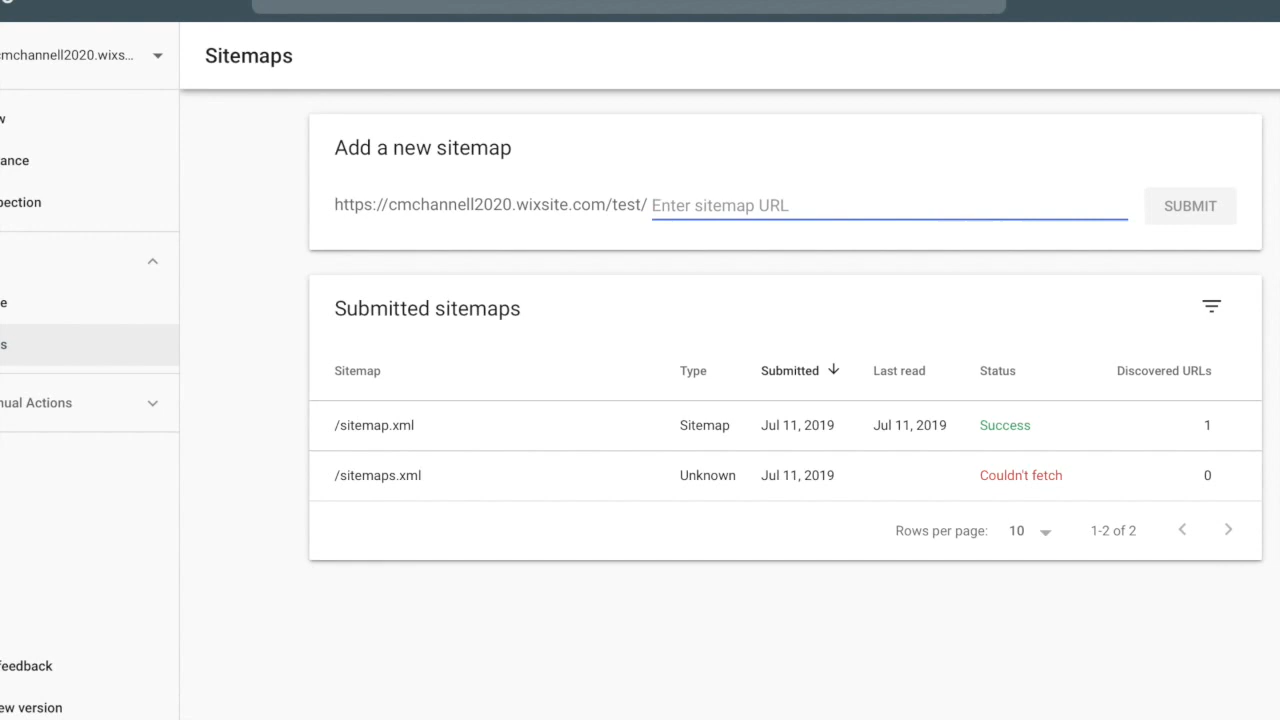 cmchannell2020.wixs...
Sitemaps
Add a new sitemap
https://cmchannell2020.wixsite.com/test/ Enter sitemap URL
SUBMIT
ance
pection
Submitted sitemaps
Sitemap Type Submitted Last read Status Discovered URLs
/sitemap.xml Sitemap Jul 11, 2019 Jul 11, 2019 Success 1
/sitemaps.xml Unknown Jul 11, 2019 Couldn't fetch 0
Rows per page: 10 1-2 of 2
e
s
nual Actions
feedback
ew version